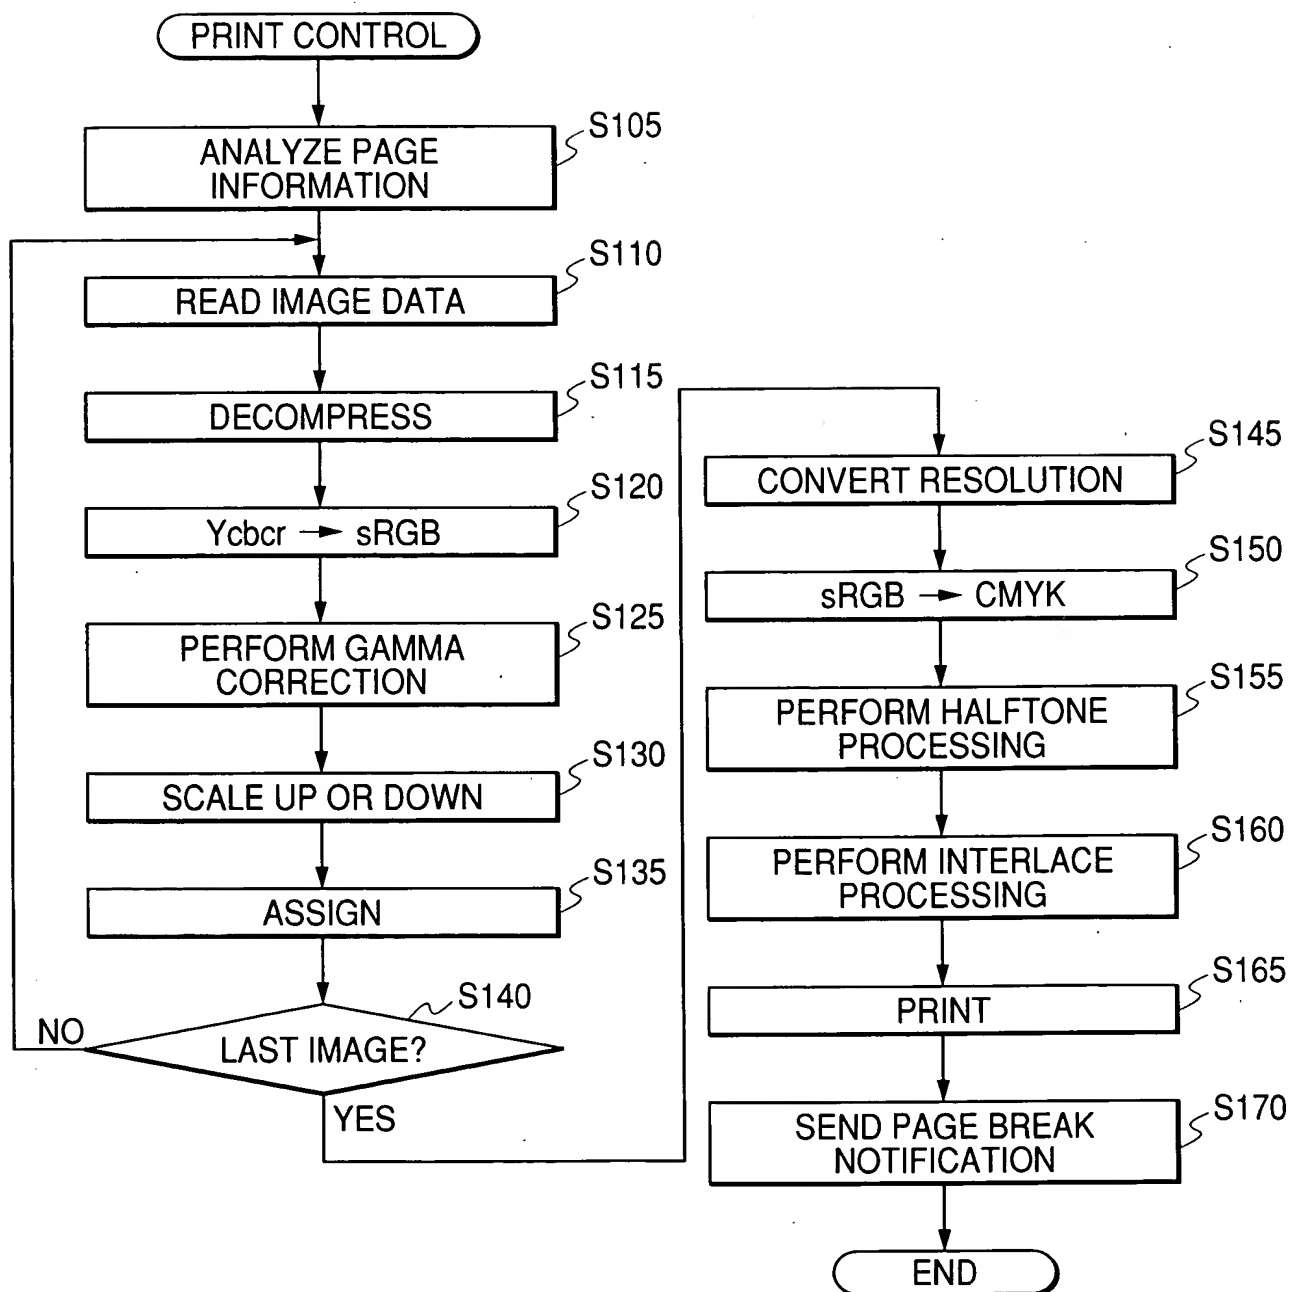 PRINT CONTROL
S105
ANALYZE PAGE
INFORMATION
S110
READ IMAGE DATA
S115
DECOMPRESS
S120
Ycbcr → sRGB
S125
PERFORM GAMMA
CORRECTION
S130
SCALE UP OR DOWN
S135
ASSIGN
S140
NO
LAST IMAGE?
YES
S145
CONVERT RESOLUTION
S150
sRGB → CMYK
S155
PERFORM HALFTONE
PROCESSING
S160
PERFORM INTERLACE
PROCESSING
S165
PRINT
S170
SEND PAGE BREAK
NOTIFICATION
END